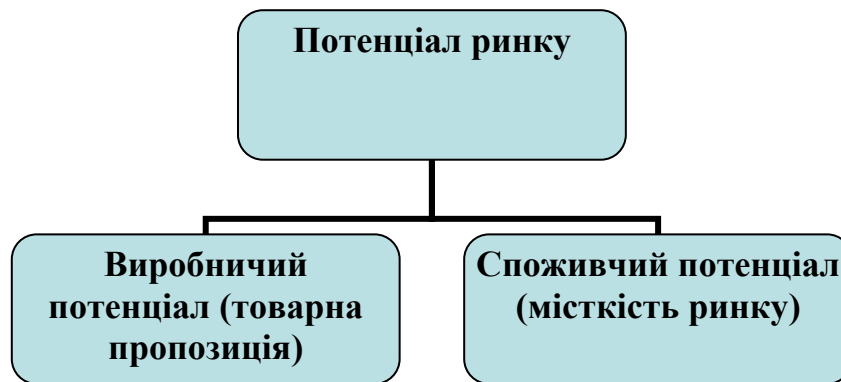 Потенціал ринку
Виробничий
потенціал (товарна
пропозиція)
Споживчий потенціал
(місткість ринку)